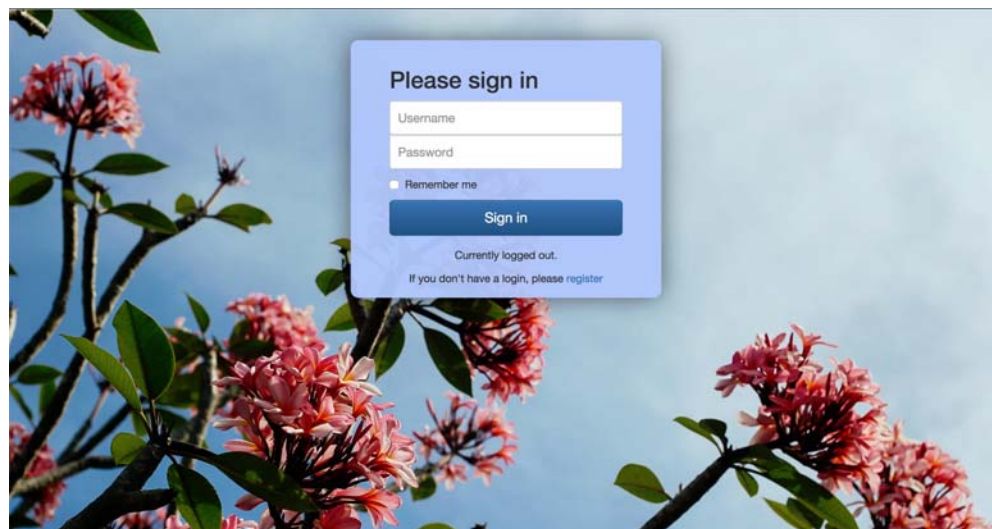 Please sign in
Username
Password
Remember me
Sign in
Currently logged out.
If you don't have a login, please register